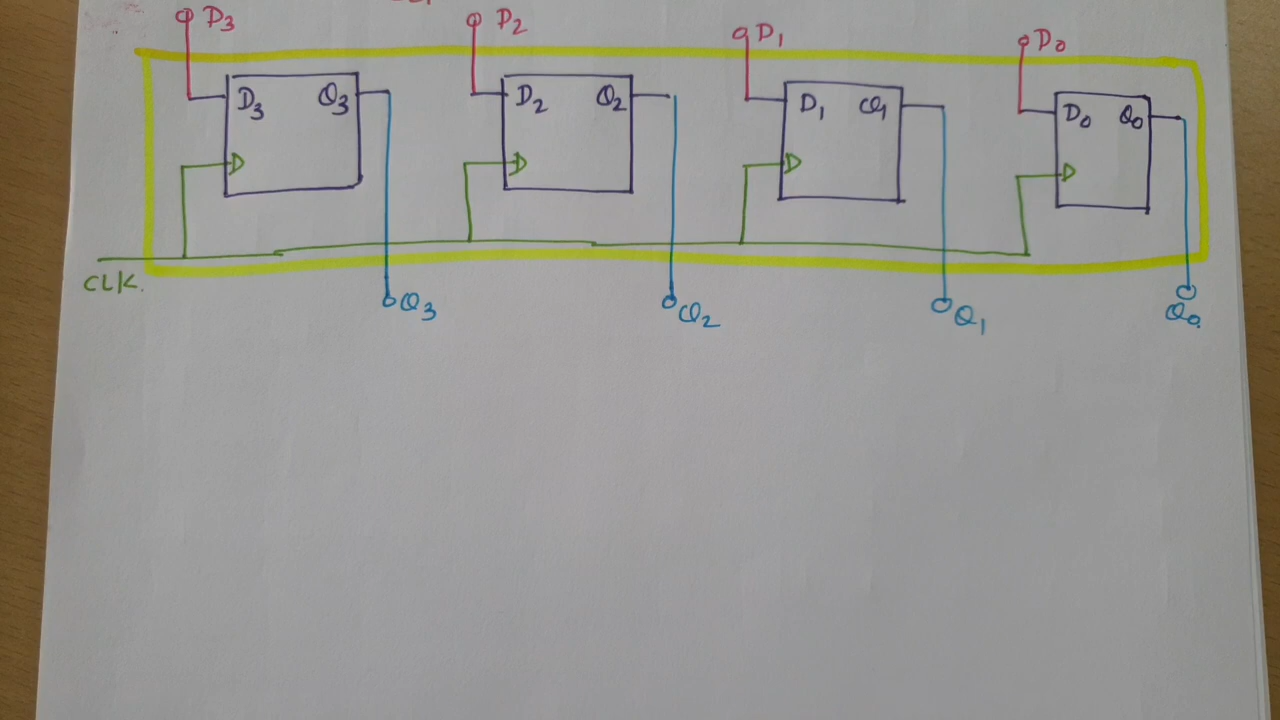 D3 D2 D1 D0
D3 Q3 D2 Q2 D1 Q1 D0 Q0
CLK.
Q3 Q2 Q1 Q0